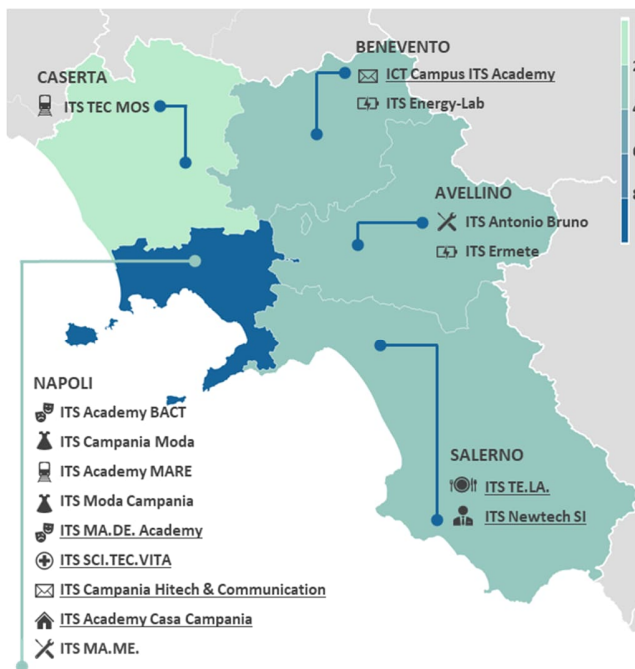 BENEVENTO
ICT Campus ITS Academy
ITS Energy-Lab
CASERTA
ITS TEC MOS
AVELLINO
ITS Antonio Bruno
ITS Ermete
NAPOLI
ITS Academy BACT
ITS Campania Moda
ITS Academy MARE
ITS Moda Campania
ITS MA.DE. Academy
ITS SCI.TEC.VITA
ITS Campania Hitech & Communication
ITS Academy Casa Campania
ITS MA.ME.
SALERNO
ITS TE.LA.
ITS Newtech SI